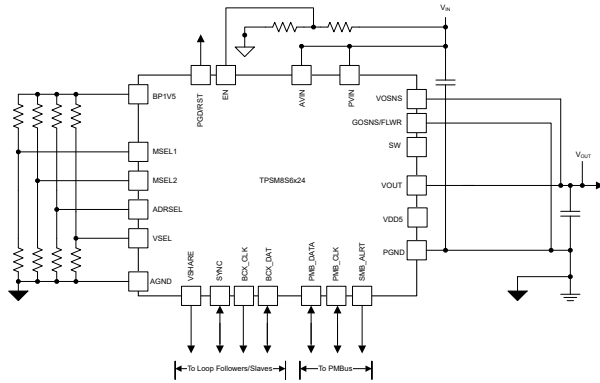 VIN
PGD/RST
EN
AVIN
PVIN
BP1V5
MSEL1
MSEL2
ADRSEL
VSEL
AGND
TPSM8S6x24
VOSNS
GOSNS/FLWR
SW
VOUT
VDD5
PGND
VOUT
VSHARE
SYNC
BCX_CLK
BCX_DAT
PMB_DATA
PMB_CLK
SMB_ALRT
To Loop Followers/Slaves
To PMBus